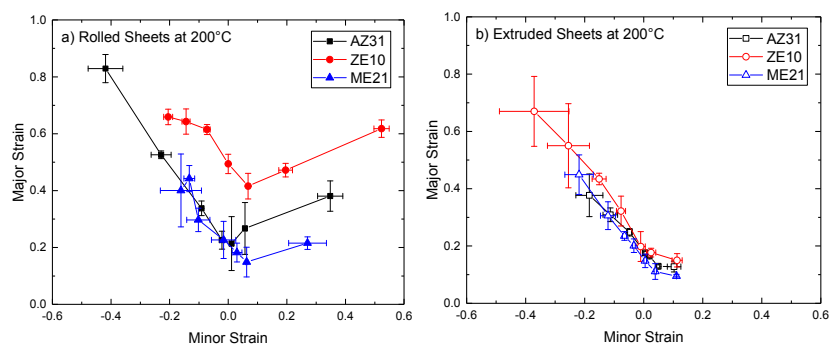 a) Rolled Sheets at 200°C
AZ31
ZE10
ME21
Major Strain
1.0
0.8
0.6
0.4
0.2
0.0
-0.6 -0.4 -0.2 0.0 0.2 0.4 0.6
Minor Strain
b) Extruded Sheets at 200°C
AZ31
ZE10
ME21
Major Strain
1.0
0.8
0.6
0.4
0.2
0.0
-0.6 -0.4 -0.2 0.0 0.2 0.4 0.6
Minor Strain